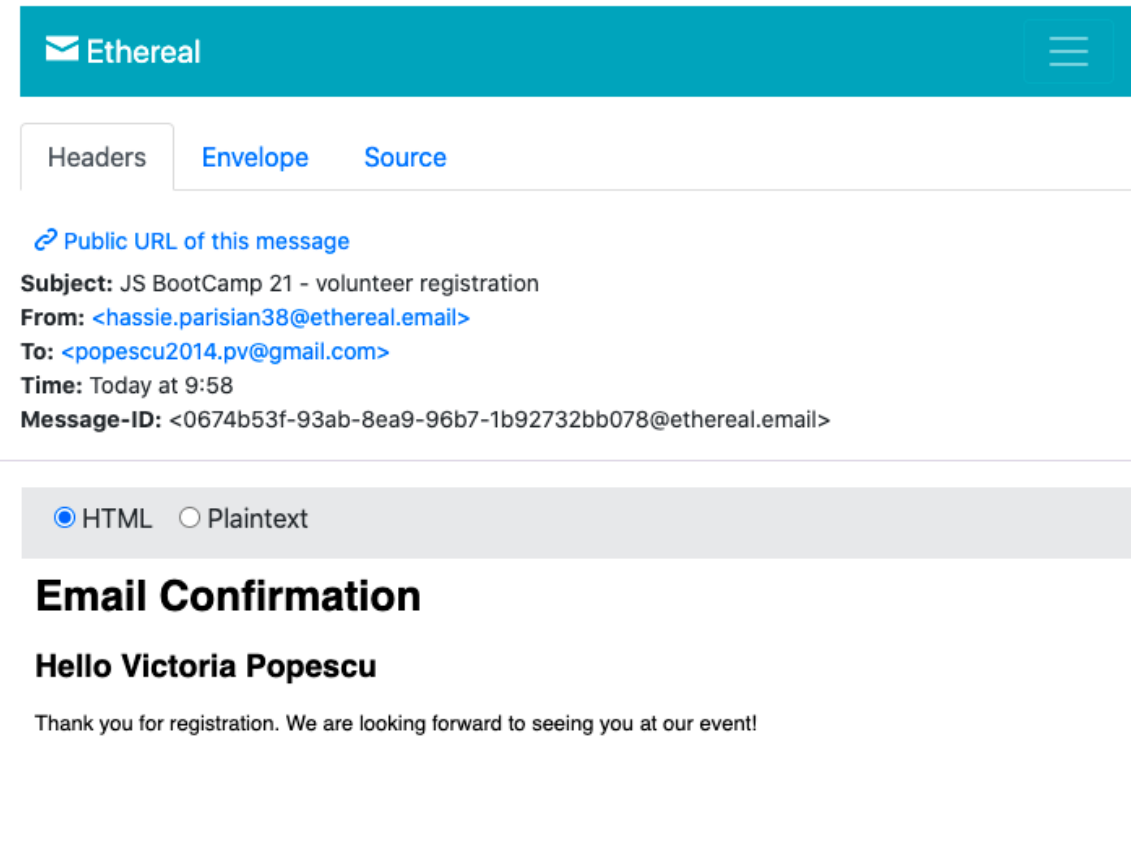 Ethereal
Headers Envelope Source
Public URL of this message
Subject: JS BootCamp 21 - volunteer registration
From: <hassie.parisian38@ethereal.email>
To: <popescu2014.pv@gmail.com>
Time: Today at 9:58
Message-ID: <0674b53f-93ab-8ea9-96b7-1b92732bb078@ethereal.email>
HTML Plaintext
Email Confirmation
Hello Victoria Popescu
Thank you for registration. We are looking forward to seeing you at our event!